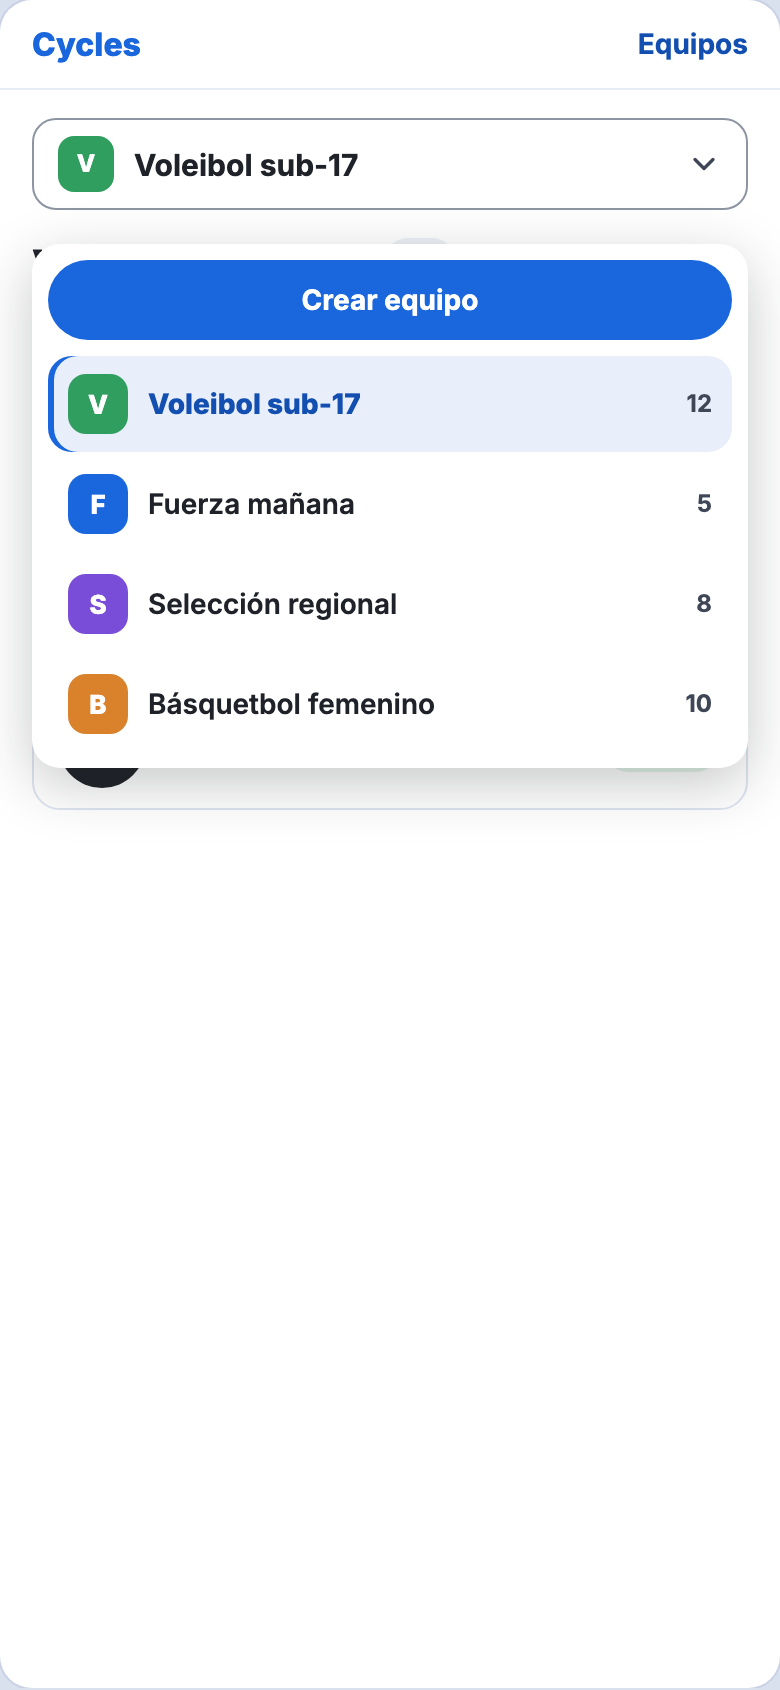 Cycles
Equipos
V Voleibol sub-17
Crear equipo
V Voleibol sub-17 12
F Fuerza mañana 5
S Selección regional 8
B Básquetbol femenino 10